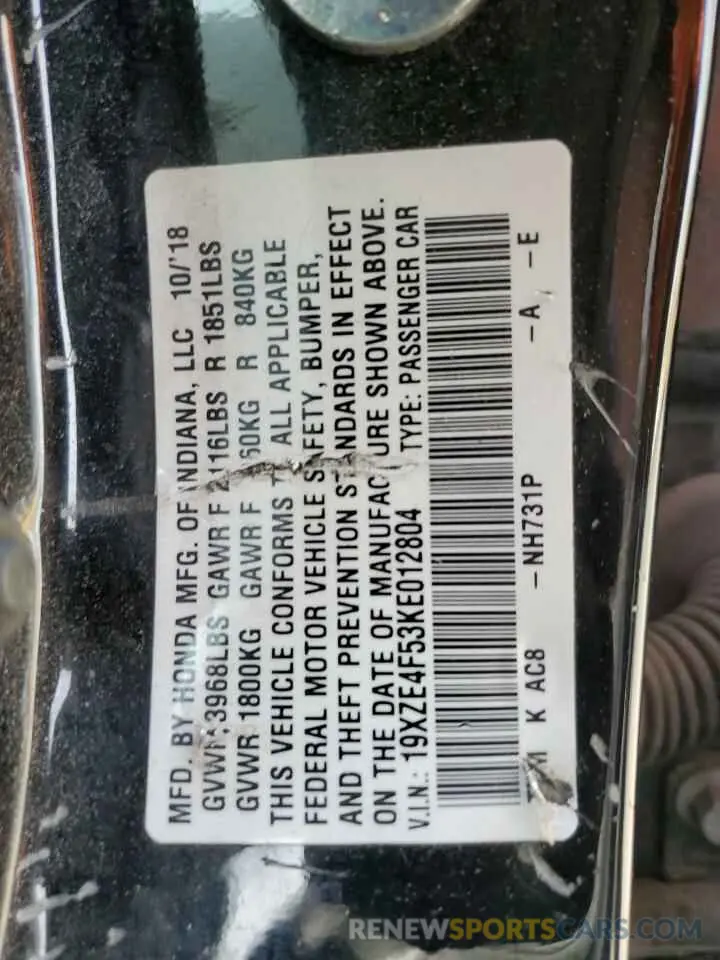 MFD. BY HONDA MFG. OF INDIANA, LLC 10/'18
GVWR 3968LBS GAWR F 2116LBS R 1851LBS
GVWR 1800KG GAWR F 960KG R 840KG
THIS VEHICLE CONFORMS ALL APPLICABLE
FEDERAL MOTOR VEHICLE SAFETY, BUMPER,
AND THEFT PREVENTION STANDARDS IN EFFECT
ON THE DATE OF MANUFACTURE SHOWN ABOVE.
V.I.N.: 19XZE4F53KE012804 TYPE: PASSENGER CAR
K AC8 -NH731P -A -E
RENEWSPORTSCARS.COM